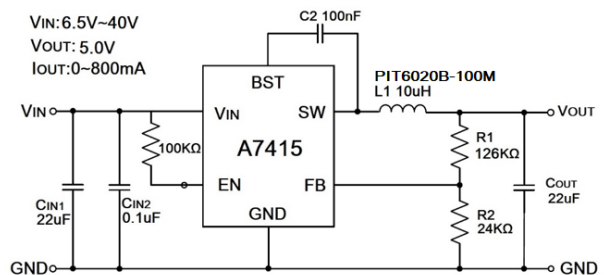 VIN: 6.5V~40V
VOUT: 5.0V
IOUT: 0~800mA
C2 100nF
PIT6020B-100M
L1 10uH
BST
VIN
VIN
SW
VOUT
100KΩ
A7415
R1
126KΩ
EN
FB
CIN1
22uF
CIN2
0.1uF
COUT
22uF
GND
R2
24KΩ
GND
GND